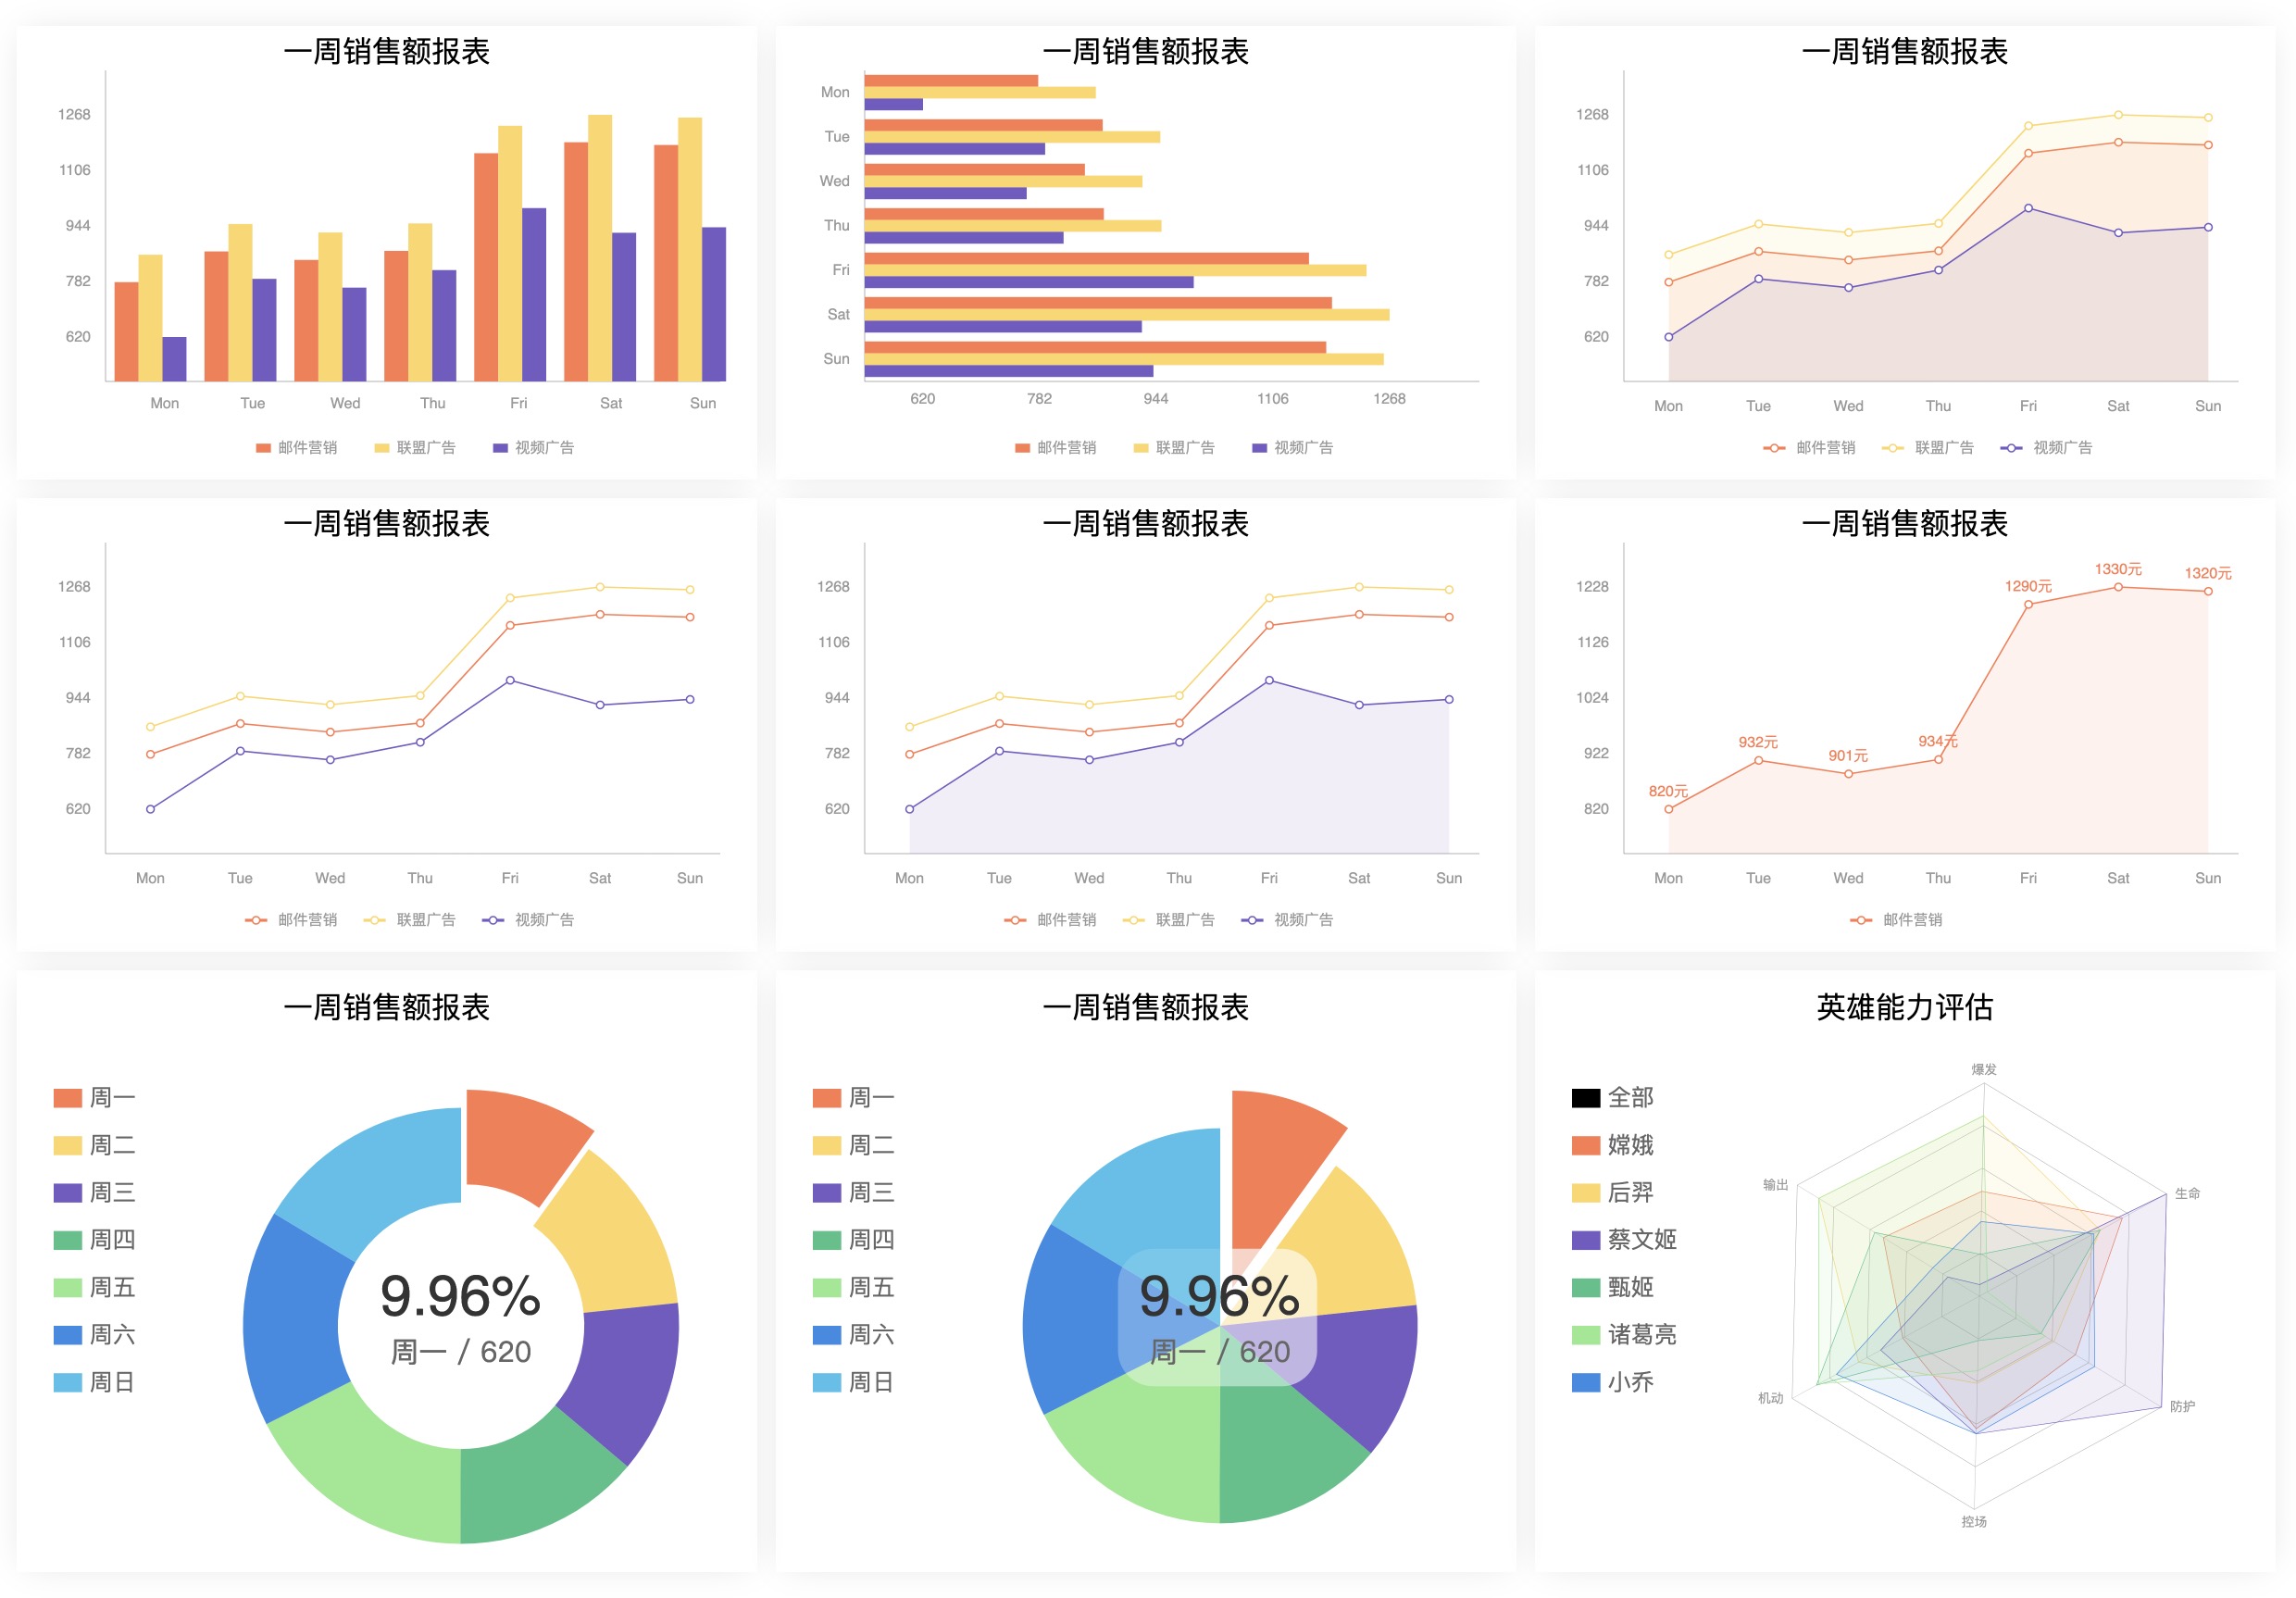 一周销售额报表
1268
1106
944
782
620
Mon Tue Wed Thu Fri Sat Sun
邮件营销 联盟广告 视频广告
一周销售额报表
Mon
Tue
Wed
Thu
Fri
Sat
Sun
620 782 944 1106 1268
邮件营销 联盟广告 视频广告
一周销售额报表
1268
1106
944
782
620
Mon Tue Wed Thu Fri Sat Sun
邮件营销 联盟广告 视频广告
一周销售额报表
1268
1106
944
782
620
Mon Tue Wed Thu Fri Sat Sun
邮件营销 联盟广告 视频广告
一周销售额报表
1268
1106
944
782
620
Mon Tue Wed Thu Fri Sat Sun
邮件营销 联盟广告 视频广告
一周销售额报表
1228
1126
1024
922
820
820元 932元 901元 934元 1290元 1330元 1320元
Mon Tue Wed Thu Fri Sat Sun
邮件营销
一周销售额报表
周一
周二
周三
周四
周五
周六
周日
9.96%
周一 / 620
一周销售额报表
周一
周二
周三
周四
周五
周六
周日
9.96%
周一 / 620
英雄能力评估
全部
嫦娥
后羿
蔡文姬
甄姬
诸葛亮
小乔
爆发
生命
防护
控场
机动
输出